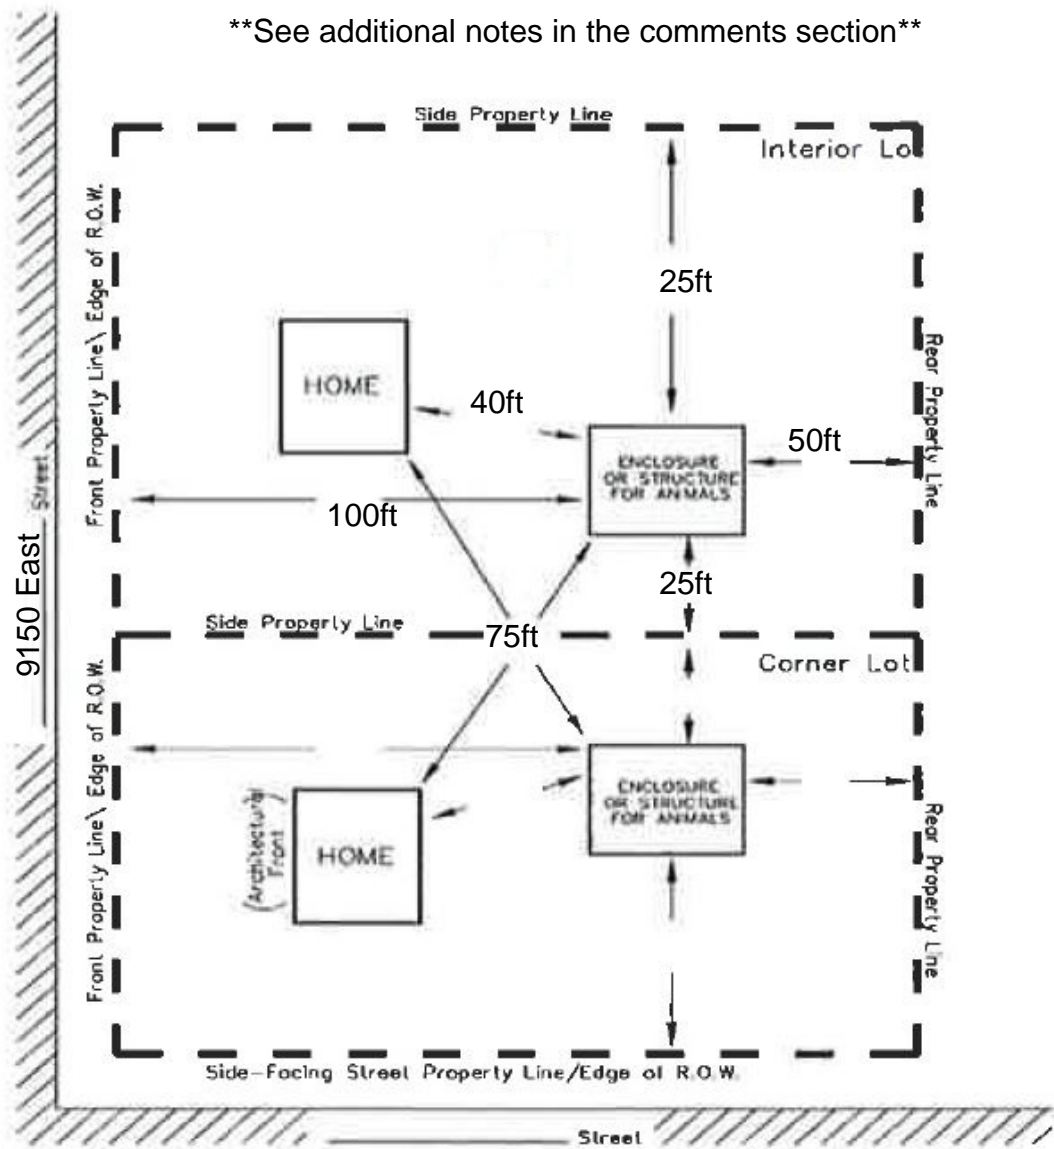 **See additional notes in the comments section**
Side Property Line
Interior Lo
Front Property Line\ Edge of R.O.W.
25ft
HOME
40ft
ENCLOSURE
OR STRUCTURE
FOR ANIMALS
50ft
Rear Property Line
100ft
9150 East Street
25ft
Side Property Line
75ft
Corner Lot
Front Property Line\ Edge of R.O.W.
(Architectural
Front)
HOME
ENCLOSURE
OR STRUCTURE
FOR ANIMALS
Rear Property Line
Side-Facing Street Property Line/Edge of R.O.W.
Street